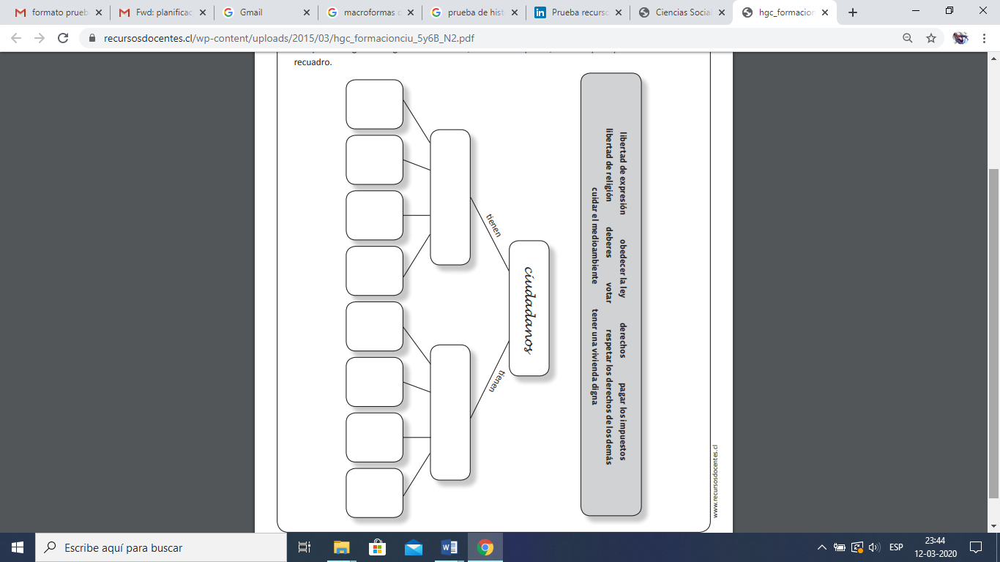 formato prueb
Fwd: planificac
Gmail
macroformas d
prueba de hist
Prueba recurso
Ciencias Social
hgc_formacion
recursosdocentes.cl/wp-content/uploads/2015/03/hgc_formacionciu_5y6B_N2.pdf
recuadro.
libertad de expresión obedecer la ley derechos pagar los impuestos
libertad de religión deberes votar respetar los derechos de los demás
cuidar el medioambiente tener una vivienda digna
ciudadanos
tienen
tienen
www.recursosdocentes.cl
Escribe aquí para buscar
ESP
23:44
12-03-2020